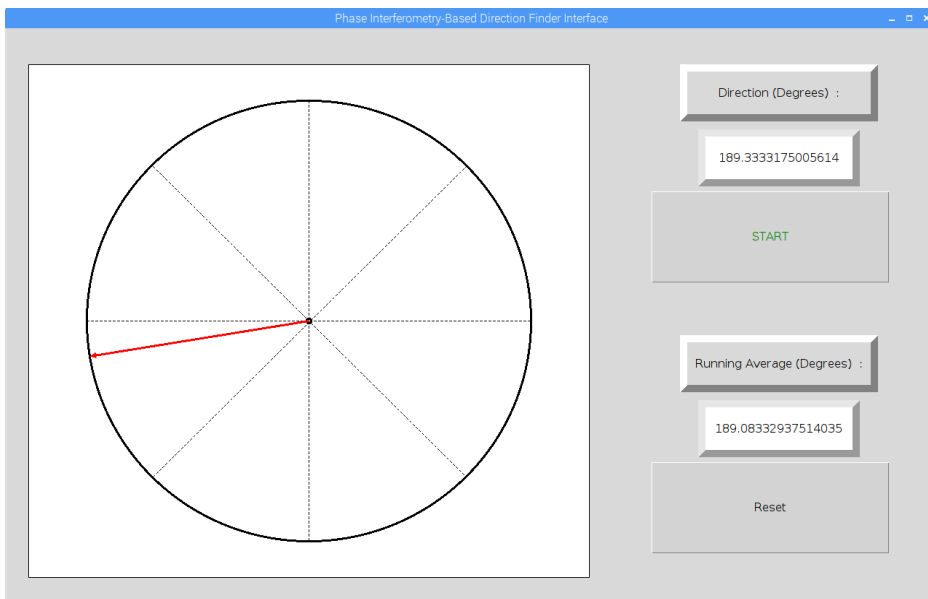 Phase Interferometry-Based Direction Finder Interface
Direction (Degrees)  :
189.3333175005614
START
Running Average (Degrees)  :
189.08332937514035
Reset